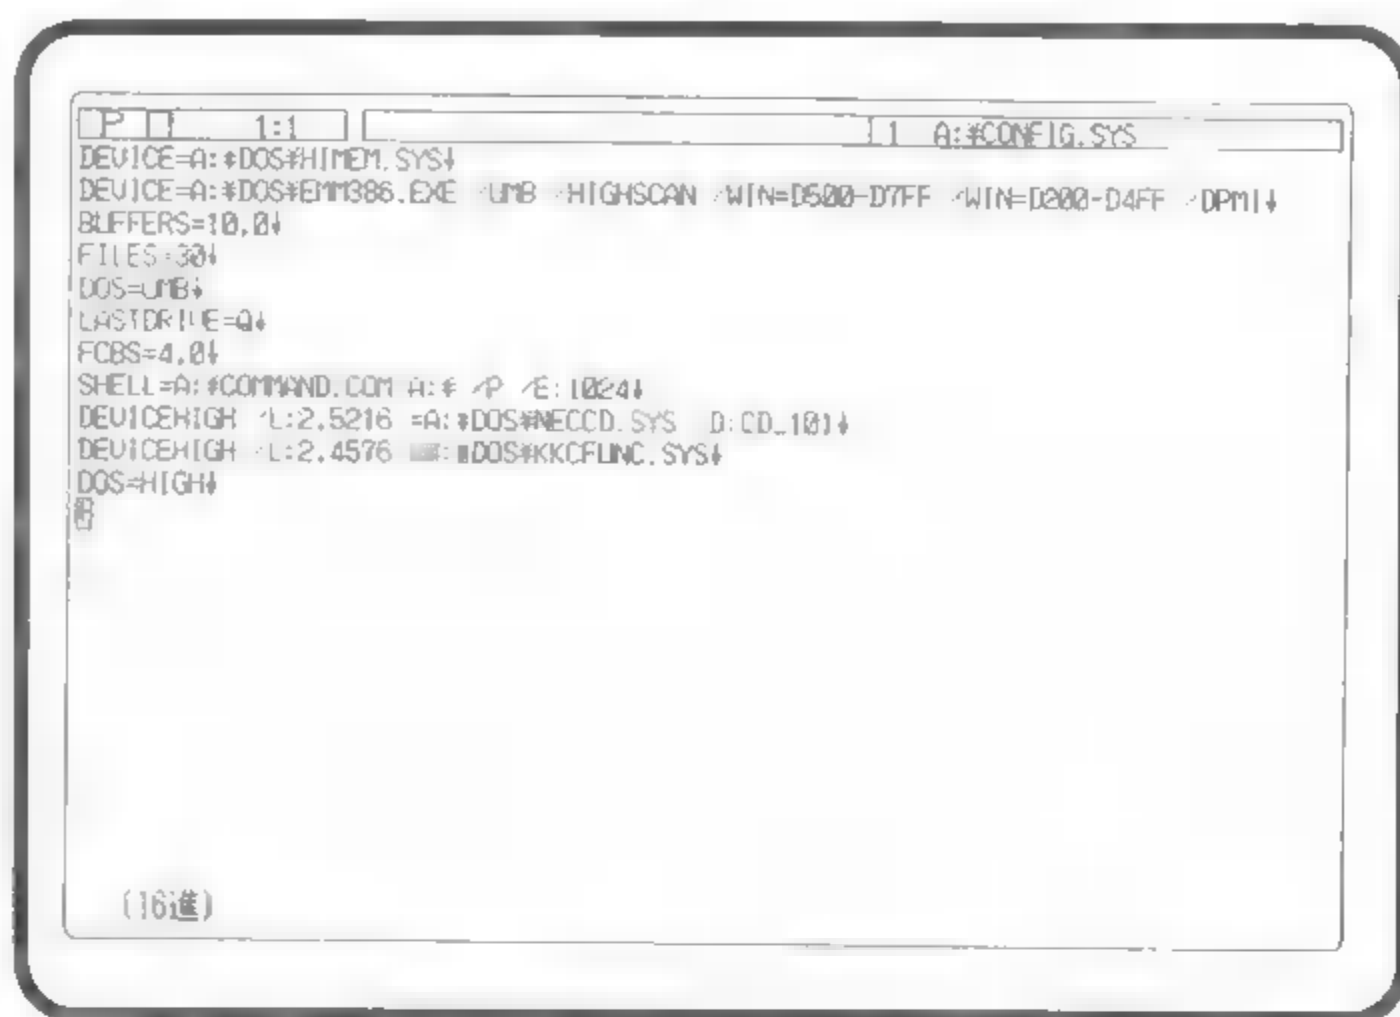 P 1:1 L1 A:¥CONFIG.SYS
DEVICE=A:¥DOS¥HIMEM.SYS↓
DEVICE=A:¥DOS¥EMM386.EXE /UMB /HIGHSCAN /WIN=D500-D7FF /WIN=D200-D4FF /DPMI↓
BUFFERS=10,0↓
FILES=30↓
DOS=UMB↓
LASTDRIVE=Q↓
FCBS=4,0↓
SHELL=A:¥COMMAND.COM A:¥ /P /E:1024↓
DEVICEHIGH /L:2,5216 =A:¥DOS¥NECCD.SYS /D:CD_101↓
DEVICEHIGH /L:2,4576 DOS¥KKCFUNC.SYS↓
DOS=HIGH↓
(16進)